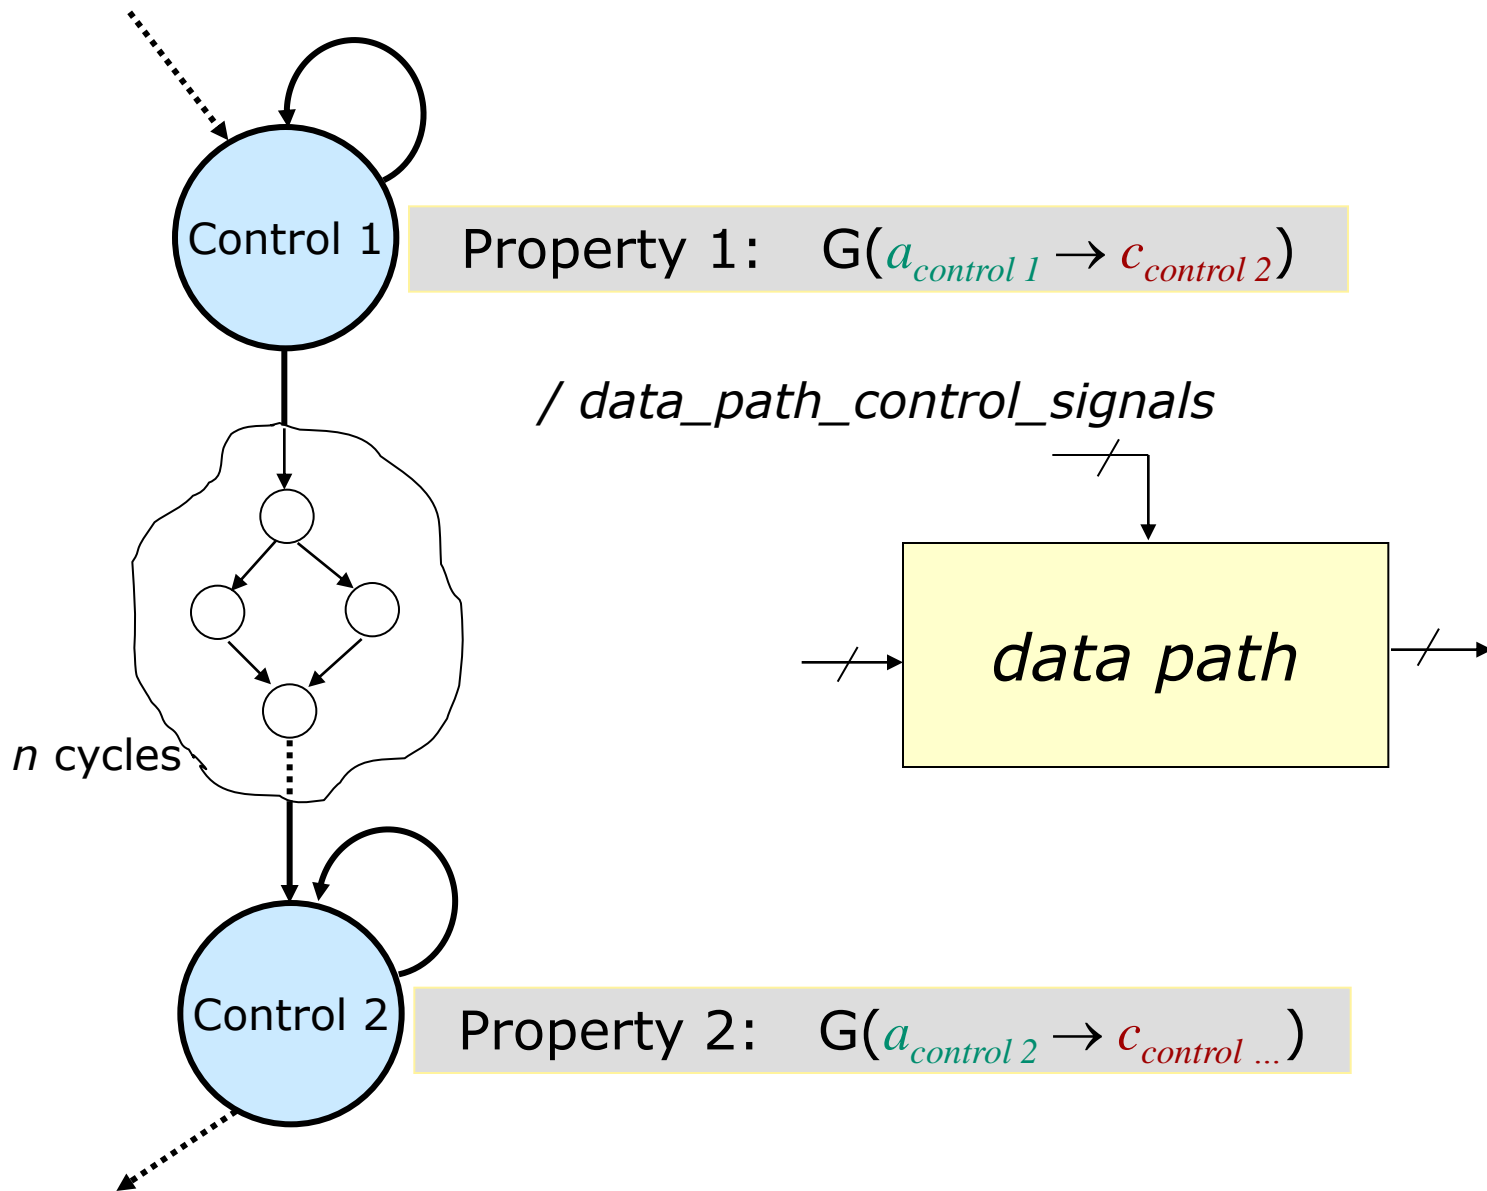 Control 1
Property 1: G(a_control 1 → c_control 2)
/ data_path_control_signals
data path
n cycles
Control 2
Property 2: G(a_control 2 → c_control ...)